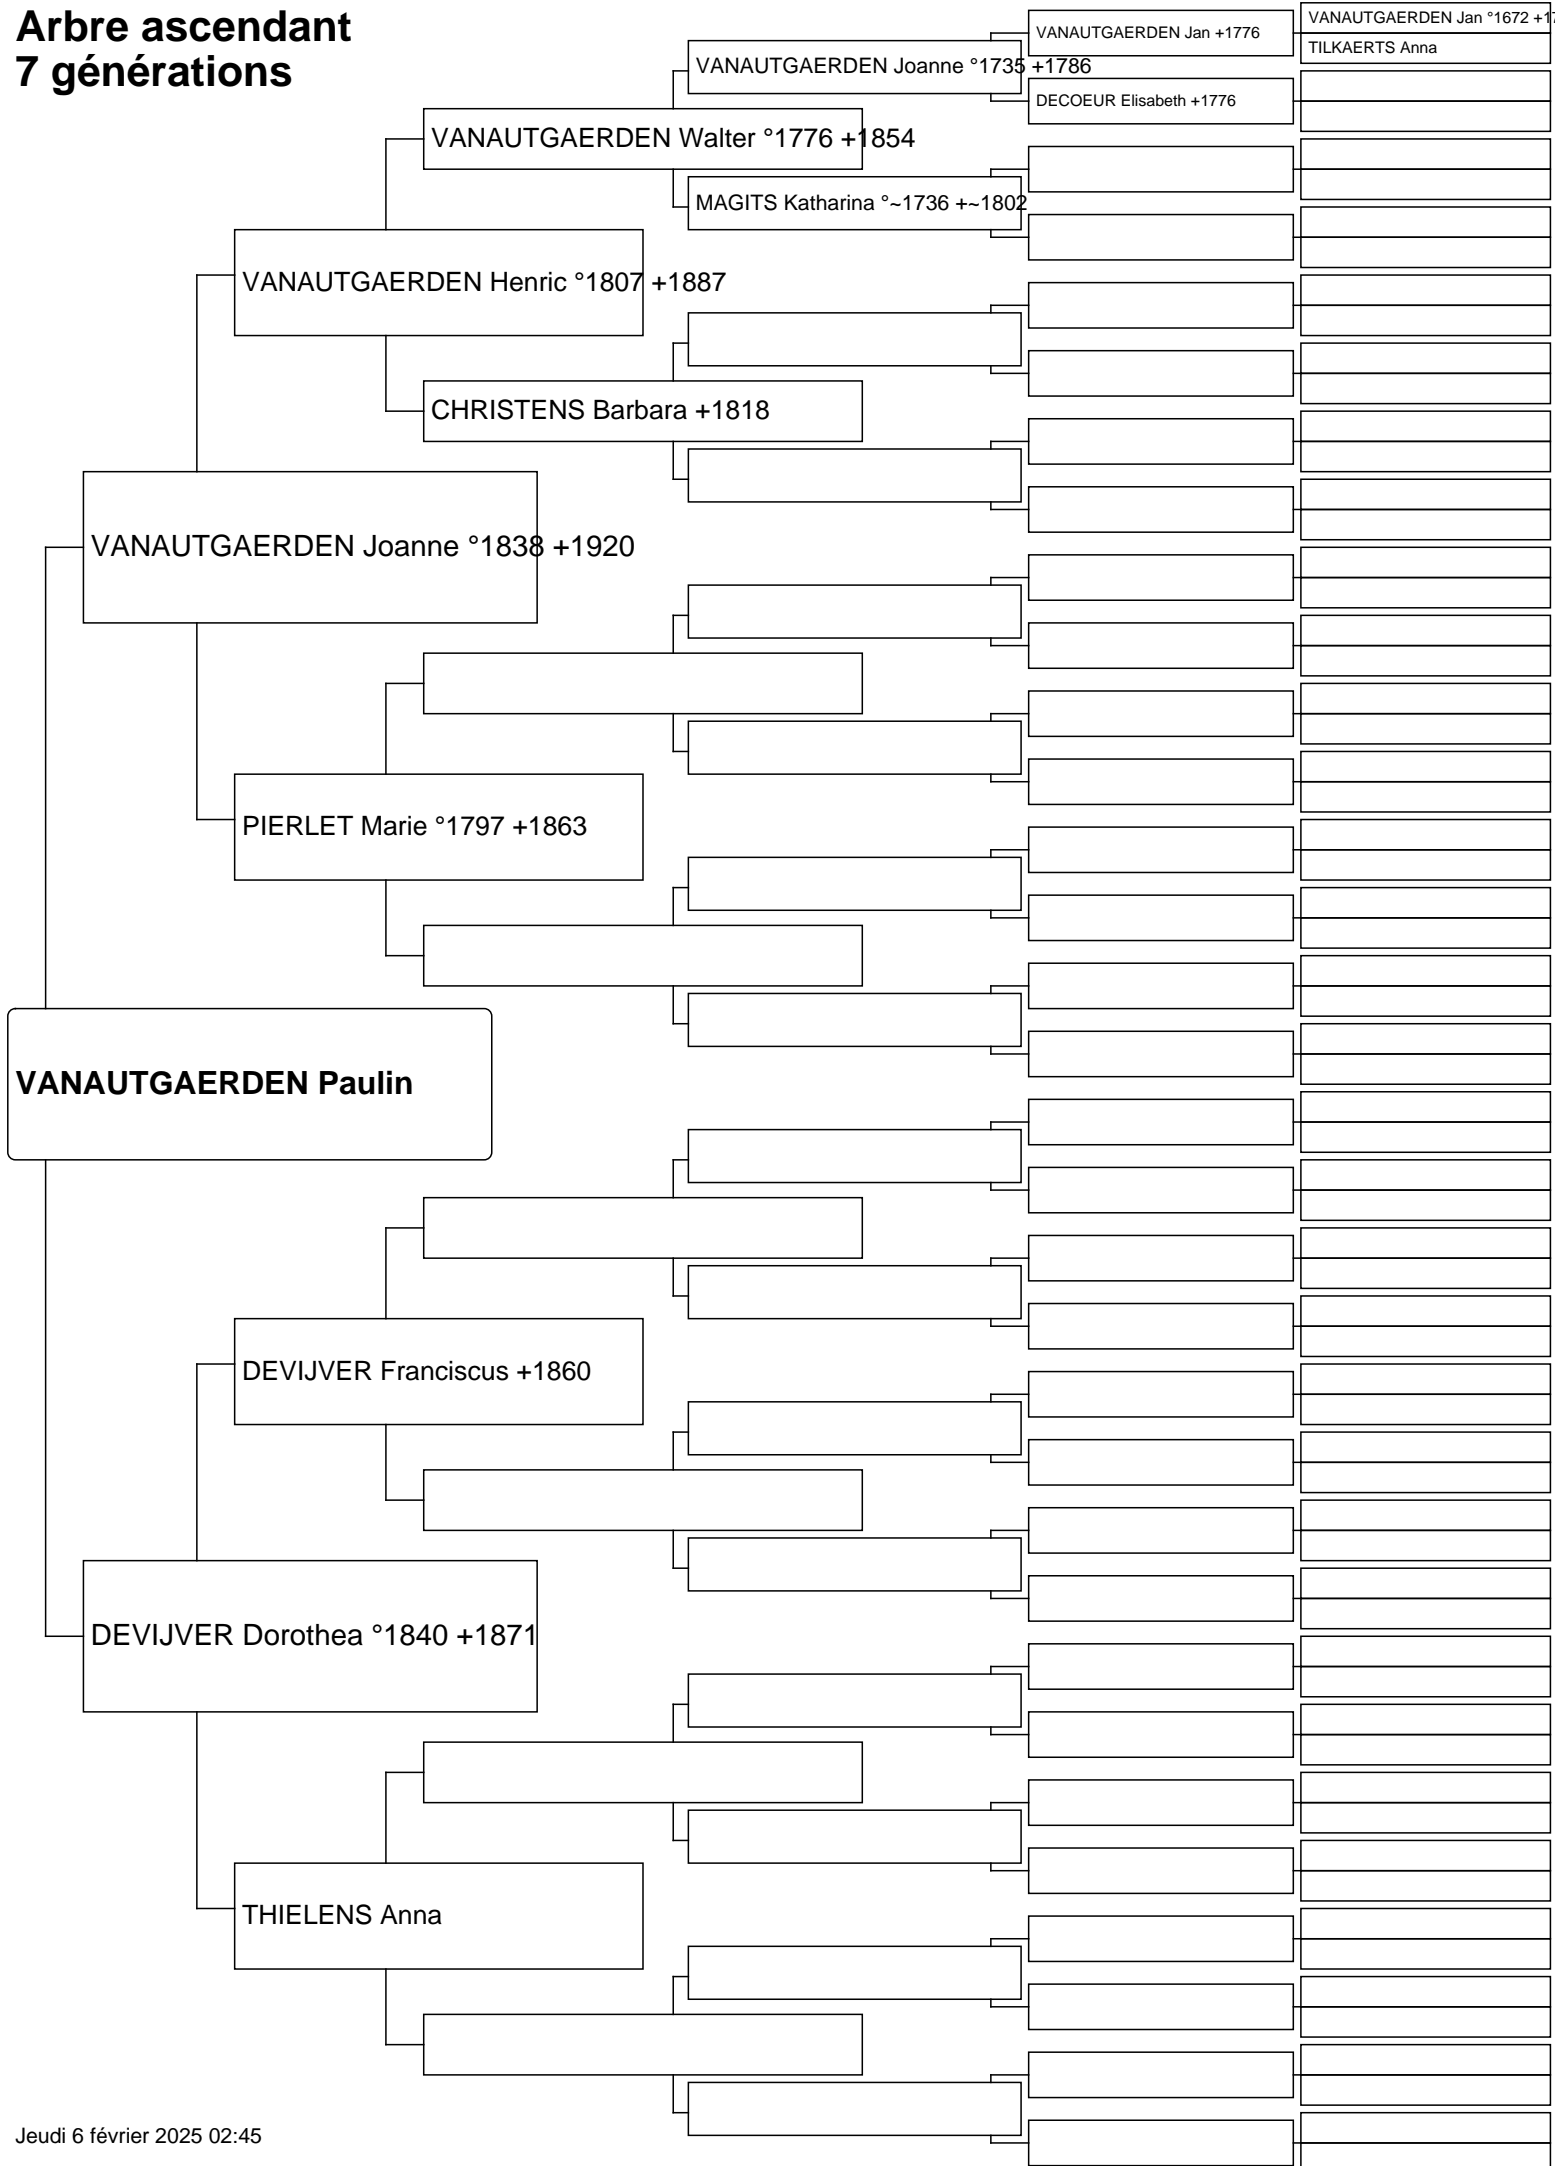 Arbre ascendant
7 générations
VANAUTGAERDEN Jan °1672
TILKAERTS Anna
VANAUTGAERDEN Jan +1776
VANAUTGAERDEN Joanne °1735 +1786
DECOEUR Elisabeth +1776
VANAUTGAERDEN Walter °1776 +1854
MAGITS Katharina °~1736 +~1802
VANAUTGAERDEN Henric °1807 +1887
CHRISTENS Barbara +1818
VANAUTGAERDEN Joanne °1838 +1920
PIERLET Marie °1797 +1863
VANAUTGAERDEN Paulin
DEVIJVER Franciscus +1860
DEVIJVER Dorothea °1840 +1871
THIELENS Anna
Jeudi 6 février 2025 02:45